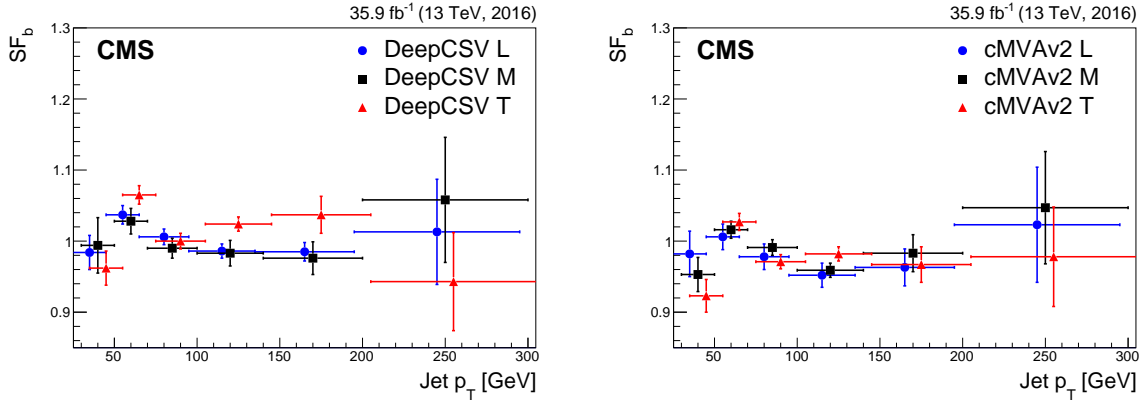 35.9 fb⁻¹ (13 TeV, 2016)
SF_b
1.3
1.2
1.1
1
0.9
CMS
DeepCSV L
DeepCSV M
DeepCSV T
50 100 150 200 250 300
Jet p_T [GeV]
35.9 fb⁻¹ (13 TeV, 2016)
SF_b
1.3
1.2
1.1
1
0.9
CMS
cMVAv2 L
cMVAv2 M
cMVAv2 T
50 100 150 200 250 300
Jet p_T [GeV]